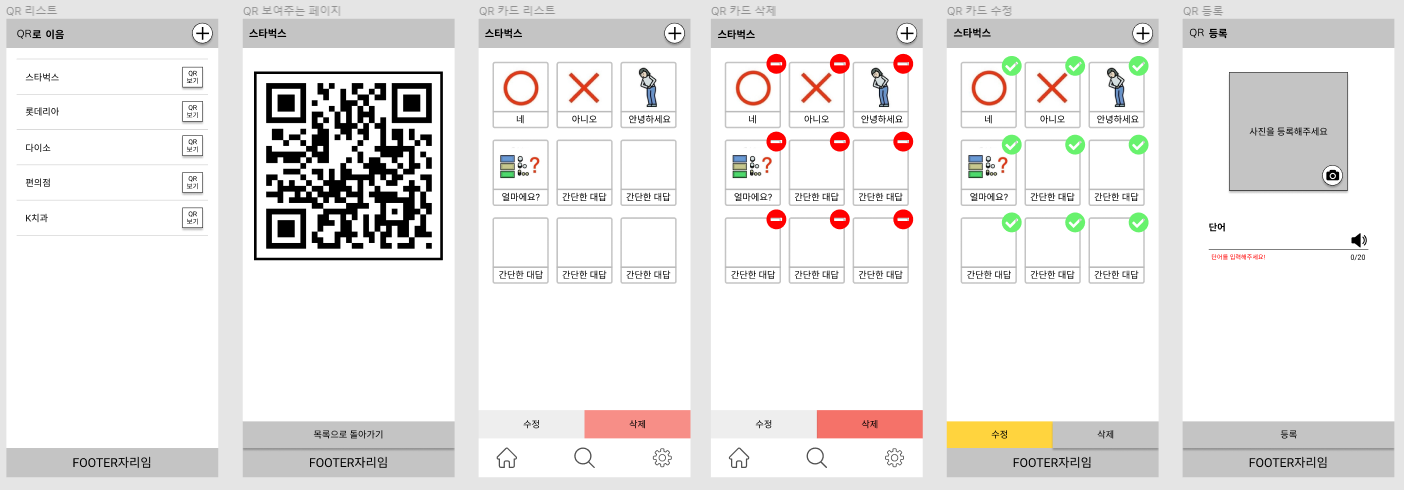 QR 리스트
QR로 이음
스타벅스
QR
보기
롯데리아
QR
보기
다이소
QR
보기
편의점
QR
보기
K치과
QR
보기
FOOTER자리임
QR 보여주는 페이지
스타벅스
목록으로 돌아가기
FOOTER자리임
QR 카드 리스트
스타벅스
네
아니오
안녕하세요
?
얼마에요?
간단한 대답
간단한 대답
간단한 대답
간단한 대답
간단한 대답
수정
삭제
QR 카드 삭제
스타벅스
네
아니오
안녕하세요
?
얼마에요?
간단한 대답
간단한 대답
간단한 대답
간단한 대답
간단한 대답
수정
삭제
QR 카드 수정
스타벅스
네
아니오
안녕하세요
?
얼마에요?
간단한 대답
간단한 대답
간단한 대답
간단한 대답
간단한 대답
수정
삭제
FOOTER자리임
QR 등록
QR 등록
사진을 등록해주세요
단어
단어를 입력해주세요!
0/20
등록
FOOTER자리임